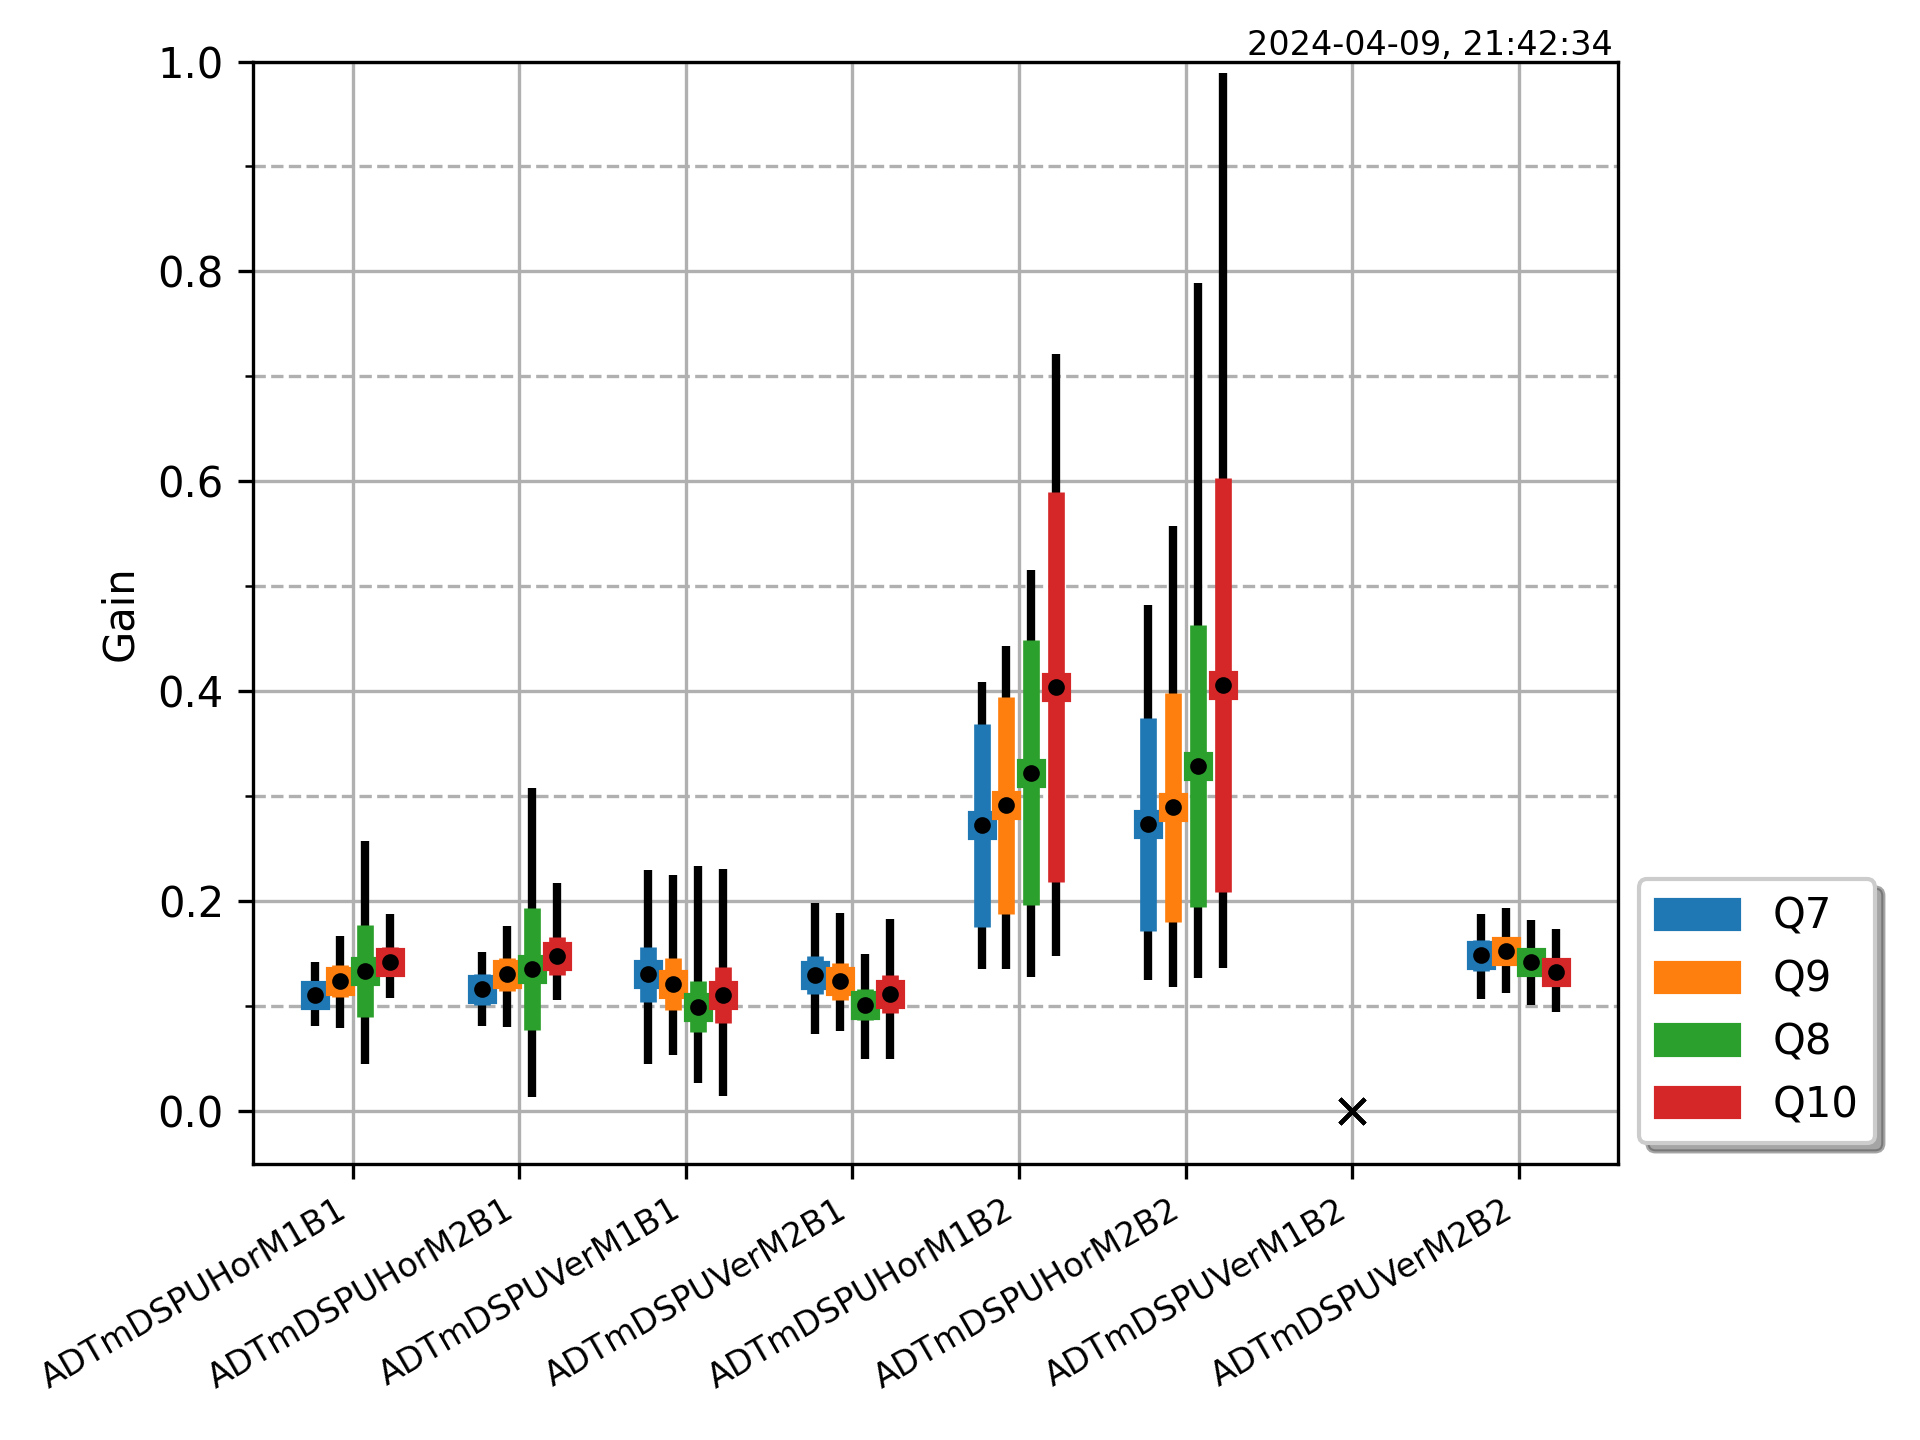 2024-04-09, 21:42:34
1.0
0.8
0.6
0.4
0.2
0.0
Gain
ADTmDSPUHorM1B1
ADTmDSPUHorM2B1
ADTmDSPUVerM1B1
ADTmDSPUVerM2B1
ADTmDSPUHorM1B2
ADTmDSPUHorM2B2
ADTmDSPUVerM1B2
ADTmDSPUVerM2B2
Q7
Q9
Q8
Q10